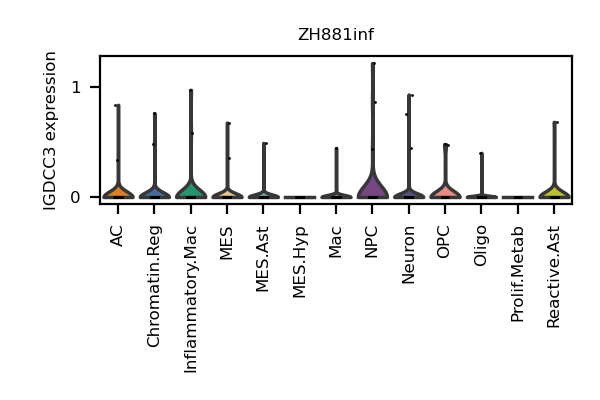 ZH881inf
IGDCC3 expression
1
0
AC
Chromatin.Reg
Inflammatory.Mac
MES
MES.Ast
MES.Hyp
Mac
NPC
Neuron
OPC
Oligo
Prolif.Metab
Reactive.Ast